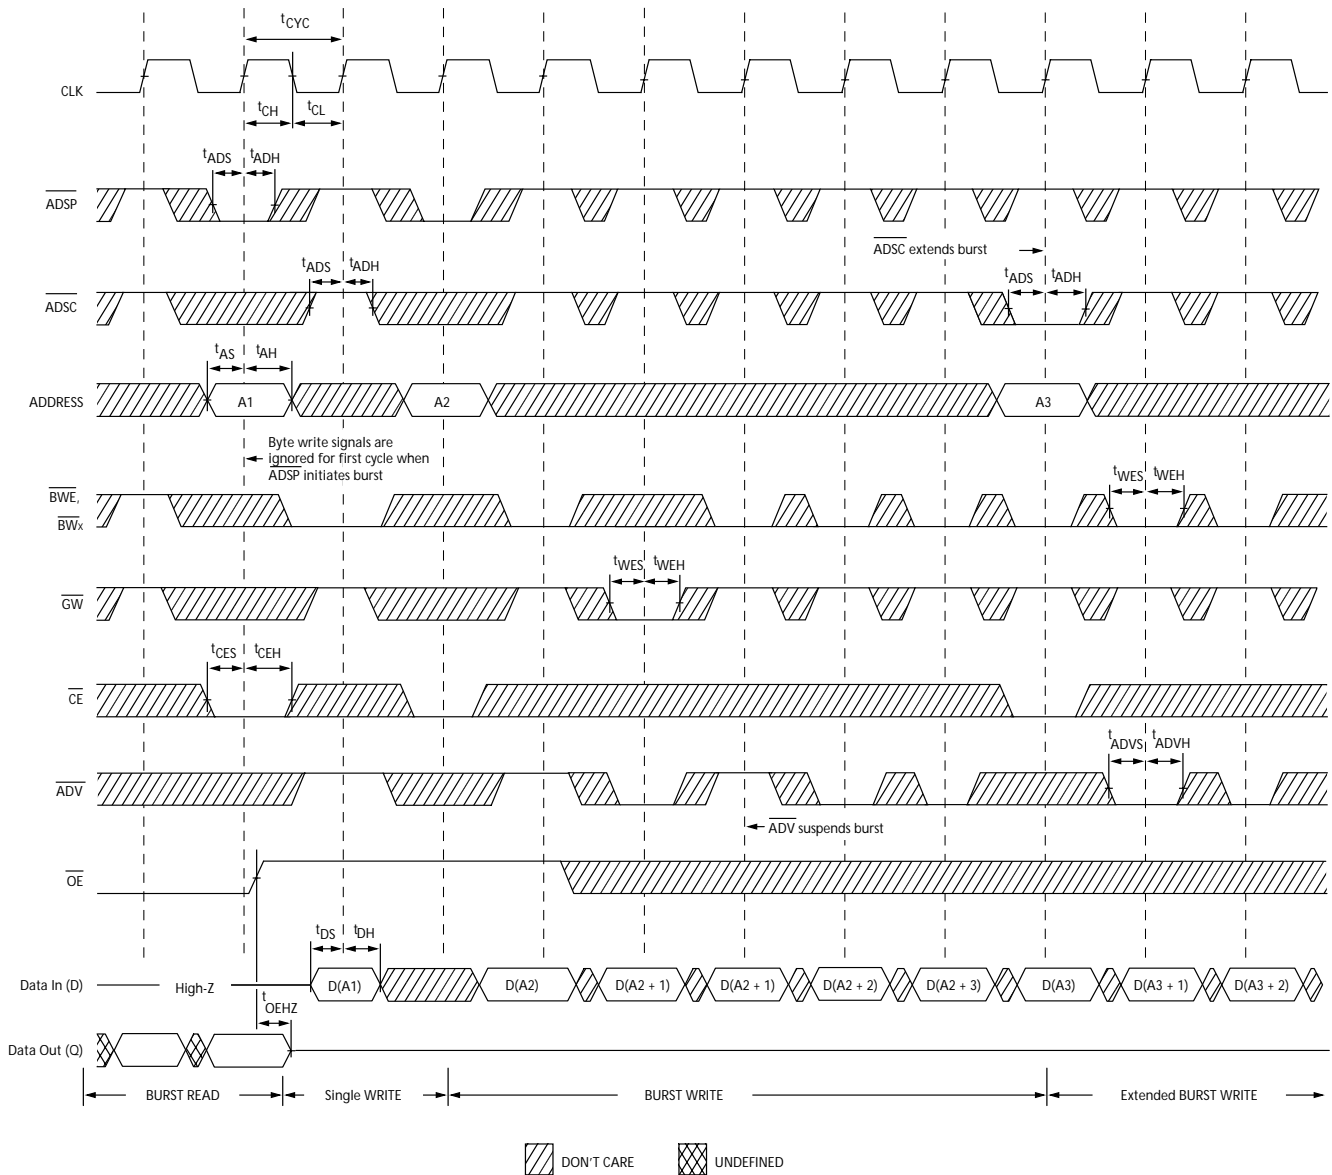 tCYC
CLK
tCH tCL
tADS tADH
ADSP
ADSC extends burst
tADS tADH
tADS tADH
ADSC
tAS tAH
ADDRESS
A1 A2 A3
Byte write signals are
ignored for first cycle when
ADSP initiates burst
BWE,
BWx
tWES tWEH
tWES tWEH
GW
tCES tCEH
CE
tADVS tADVH
ADV
ADV suspends burst
OE
tDS tDH
Data In (D) High-Z D(A1) D(A2) D(A2 + 1) D(A2 + 1) D(A2 + 2) D(A2 + 3) D(A3) D(A3 + 1) D(A3 + 2)
tOEHZ
Data Out (Q)
BURST READ Single WRITE BURST WRITE Extended BURST WRITE
DON'T CARE UNDEFINED